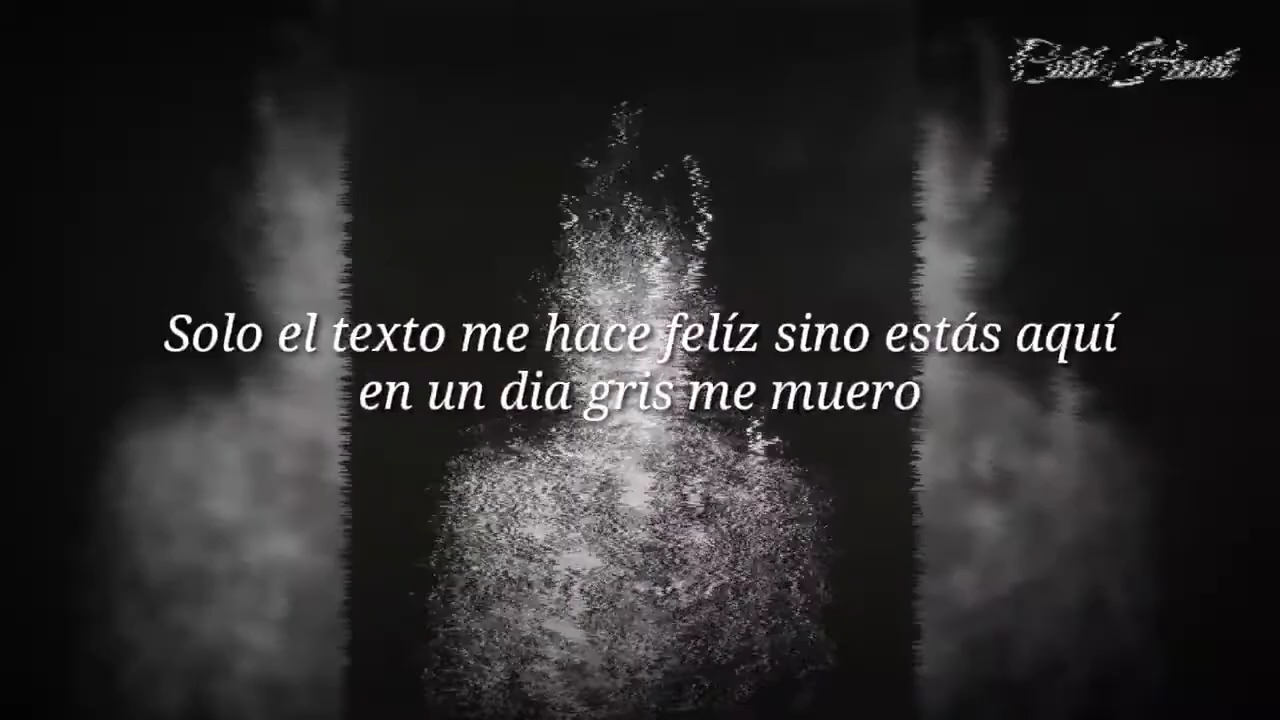 Solo el texto me hace felíz sino estás aquí
en un dia gris me muero